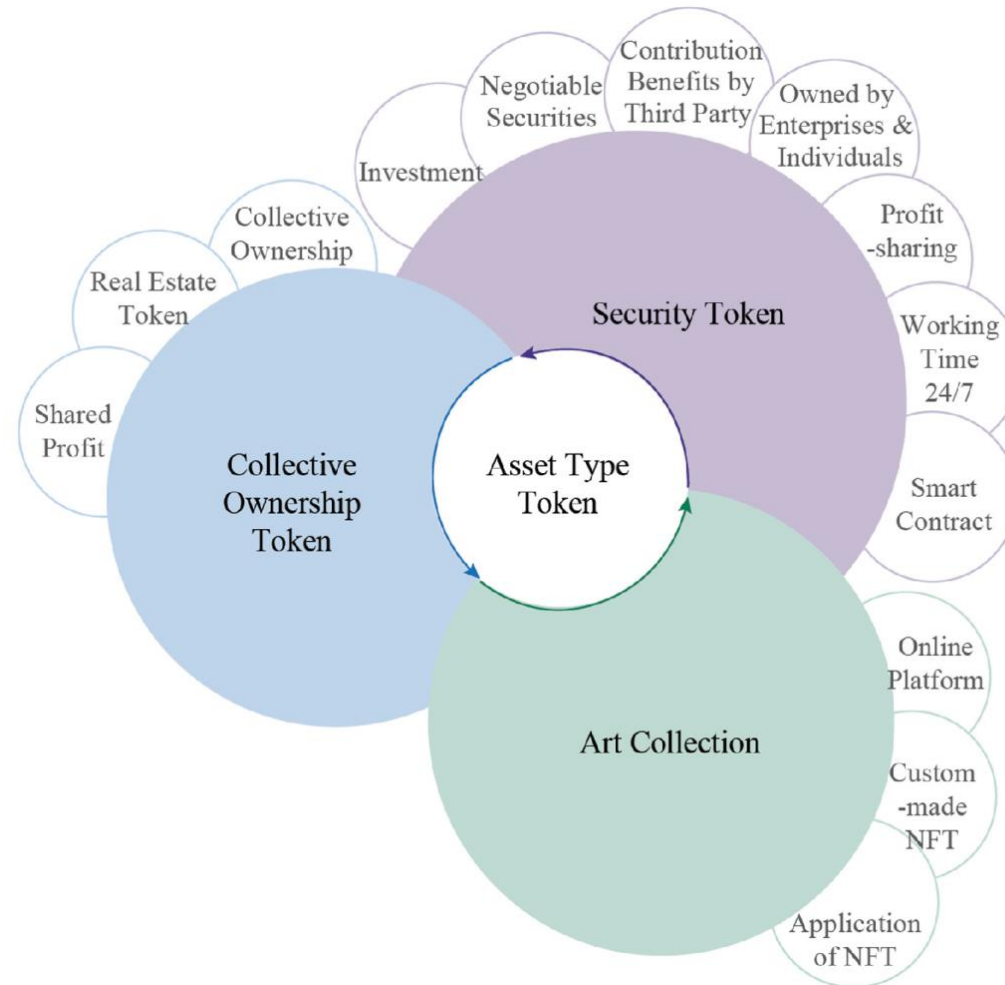 Contribution
Benefits by
Third Party
Negotiable
Securities
Owned by
Enterprises &
Individuals
Investment
Profit
-sharing
Collective
Ownership
Real Estate
Token
Security Token
Working
Time
24/7
Shared
Profit
Collective
Ownership
Token
Asset Type
Token
Smart
Contract
Online
Platform
Art Collection
Custom
-made
NFT
Application
of NFT